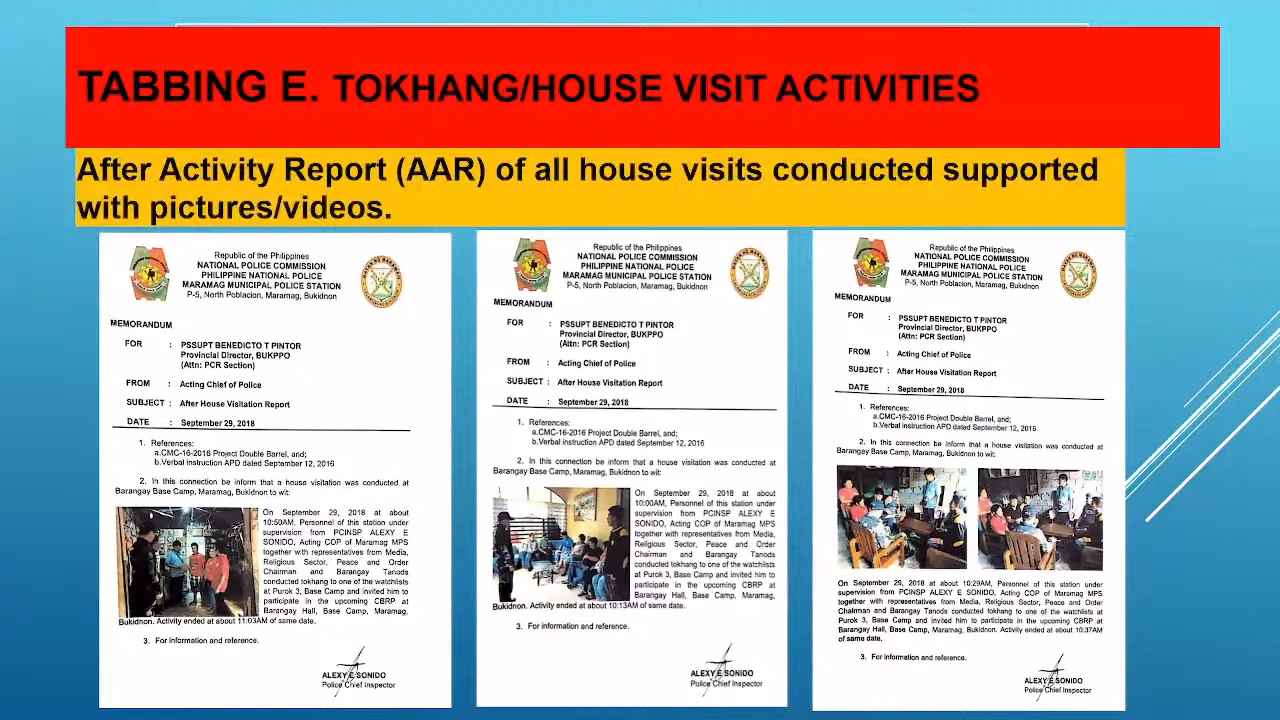 TABBING E. TOKHANG/HOUSE VISIT ACTIVITIES
After Activity Report (AAR) of all house visits conducted supported
with pictures/videos.
Republic of the Philippines
NATIONAL POLICE COMMISSION
PHILIPPINE NATIONAL POLICE
MARAMAG MUNICIPAL POLICE STATION
P-5, North Poblacion, Maramag, Bukidnon
MEMORANDUM
FOR : PSSUPT BENEDICTO T PINTOR
Provincial Director, BUKPPO
(Attn: PCR Section)
FROM : Acting Chief of Police
SUBJECT : After House Visitation Report
DATE : September 29, 2018
1. References:
a.CMC-16-2016 Project Double Barrel, and;
b.Verbal instruction APD dated September 12, 2016
2. In this connection be inform that a house visitation was conducted at
Barangay Base Camp, Maramag, Bukidnon to wit:
On September 29, 2018 at about
10:50AM, Personnel of this station under
supervision from PCINSP ALEXY E
SONIDO, Acting COP of Maramag MPS
together with representatives from Media,
Religious Sector, Peace and Order
Chairman and Barangay Tanods
conducted tokhang to one of the watchlists
at Purok 3, Base Camp and invited him to
participate in the upcoming CBRP at
Barangay Hall, Base Camp, Maramag,
Bukidnon. Activity ended at about 11:03AM of same date.
3. For information and reference.
ALEXY E SONIDO
Police Chief Inspector
Republic of the Philippines
NATIONAL POLICE COMMISSION
PHILIPPINE NATIONAL POLICE
MARAMAG MUNICIPAL POLICE STATION
P-5, North Poblacion, Maramag, Bukidnon
MEMORANDUM
FOR : PSSUPT BENEDICTO T PINTOR
Provincial Director, BUKPPO
(Attn: PCR Section)
FROM : Acting Chief of Police
SUBJECT : After House Visitation Report
DATE : September 29, 2018
1. References:
a.CMC-16-2016 Project Double Barrel, and;
b.Verbal instruction APD dated September 12, 2016
2. In this connection be inform that a house visitation was conducted at
Barangay Base Camp, Maramag, Bukidnon to wit:
On September 29, 2018 at about
10:00AM, Personnel of this station under
supervision from PCINSP ALEXY E
SONIDO, Acting COP of Maramag MPS
together with representatives from Media,
Religious Sector, Peace and Order
Chairman and Barangay Tanods
conducted tokhang to one of the watchlists
at Purok 3, Base Camp and invited him to
participate in the upcoming CBRP at
Barangay Hall, Base Camp, Maramag,
Bukidnon. Activity ended at about 10:13AM of same date.
3. For information and reference.
ALEXY E SONIDO
Police Chief Inspector
Republic of the Philippines
NATIONAL POLICE COMMISSION
PHILIPPINE NATIONAL POLICE
MARAMAG MUNICIPAL POLICE STATION
P-5, North Poblacion, Maramag, Bukidnon
MEMORANDUM
FOR : PSSUPT BENEDICTO T PINTOR
Provincial Director, BUKPPO
(Attn: PCR Section)
FROM : Acting Chief of Police
SUBJECT : After House Visitation Report
DATE : September 29, 2018
1. References:
a.CMC-16-2016 Project Double Barrel, and;
b.Verbal instruction APD dated September 12, 2016
2. In this connection be inform that a house visitation was conducted at
Barangay Base Camp, Maramag, Bukidnon to wit:
On September 29, 2018 at about 10:29AM, Personnel of this station under
supervision from PCINSP ALEXY E SONIDO, Acting COP of Maramag MPS
together with representatives from Media, Religious Sector, Peace and Order
Chairman and Barangay Tanods conducted tokhang to one of the watchlists at
Purok 3, Base Camp and invited him to participate in the upcoming CBRP at
Barangay Hall, Base Camp, Maramag, Bukidnon. Activity ended at about 10:37AM
of same date.
3. For information and reference.
ALEXY E SONIDO
Police Chief Inspector